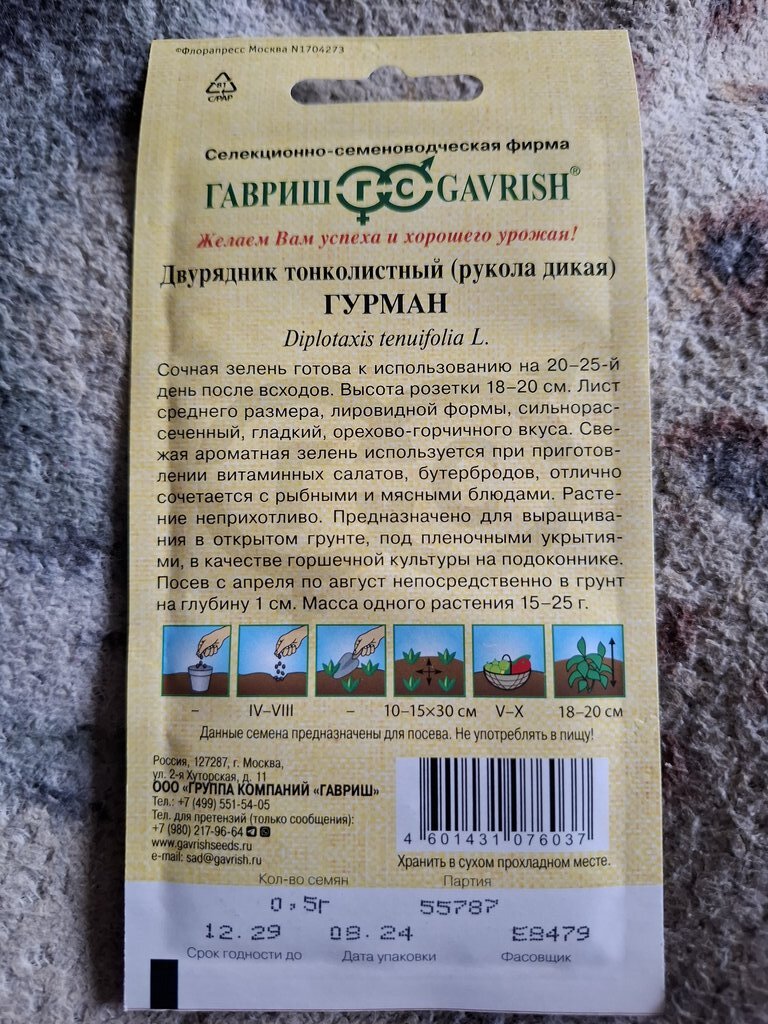 ©Флорапресс Москва N1704273
81
C/PAP
Селекционно-семеноводческая фирма
ГАВРИШ Г-С GAVRISH®
Желаем Вам успеха и хорошего урожая!
Двурядник тонколистный (рукола дикая)
ГУРМАН
Diplotaxis tenuifolia L.
Сочная зелень готова к использованию на 20–25-й
день после всходов. Высота розетки 18–20 см. Лист
среднего размера, лировидной формы, сильнорас-
сеченный, гладкий, орехово-горчичного вкуса. Све-
жая ароматная зелень используется при приготов-
лении витаминных салатов, бутербродов, отлично
сочетается с рыбными и мясными блюдами. Расте-
ние неприхотливо. Предназначено для выращива-
ния в открытом грунте, под пленочными укрытия-
ми, в качестве горшечной культуры на подоконнике.
Посев с апреля по август непосредственно в грунт
на глубину 1 см. Масса одного растения 15–25 г.
– IV–VIII – 10–15×30 см V–X 18–20 см
Данные семена предназначены для посева. Не употреблять в пищу!
Россия, 127287, г. Москва,
ул. 2-я Хуторская, д. 11
ООО «ГРУППА КОМПАНИЙ «ГАВРИШ»
Тел.: +7 (499) 551-54-05
Тел. для претензий (только сообщения):
+7 (980) 217-96-64
www.gavrishseeds.ru
e-mail: sad@gavrish.ru
4 601431 076037
Хранить в сухом прохладном месте.
Кол-во семян Партия
0,5г 55787
12.29 08.24 E8479
Срок годности до Дата упаковки Фасовщик